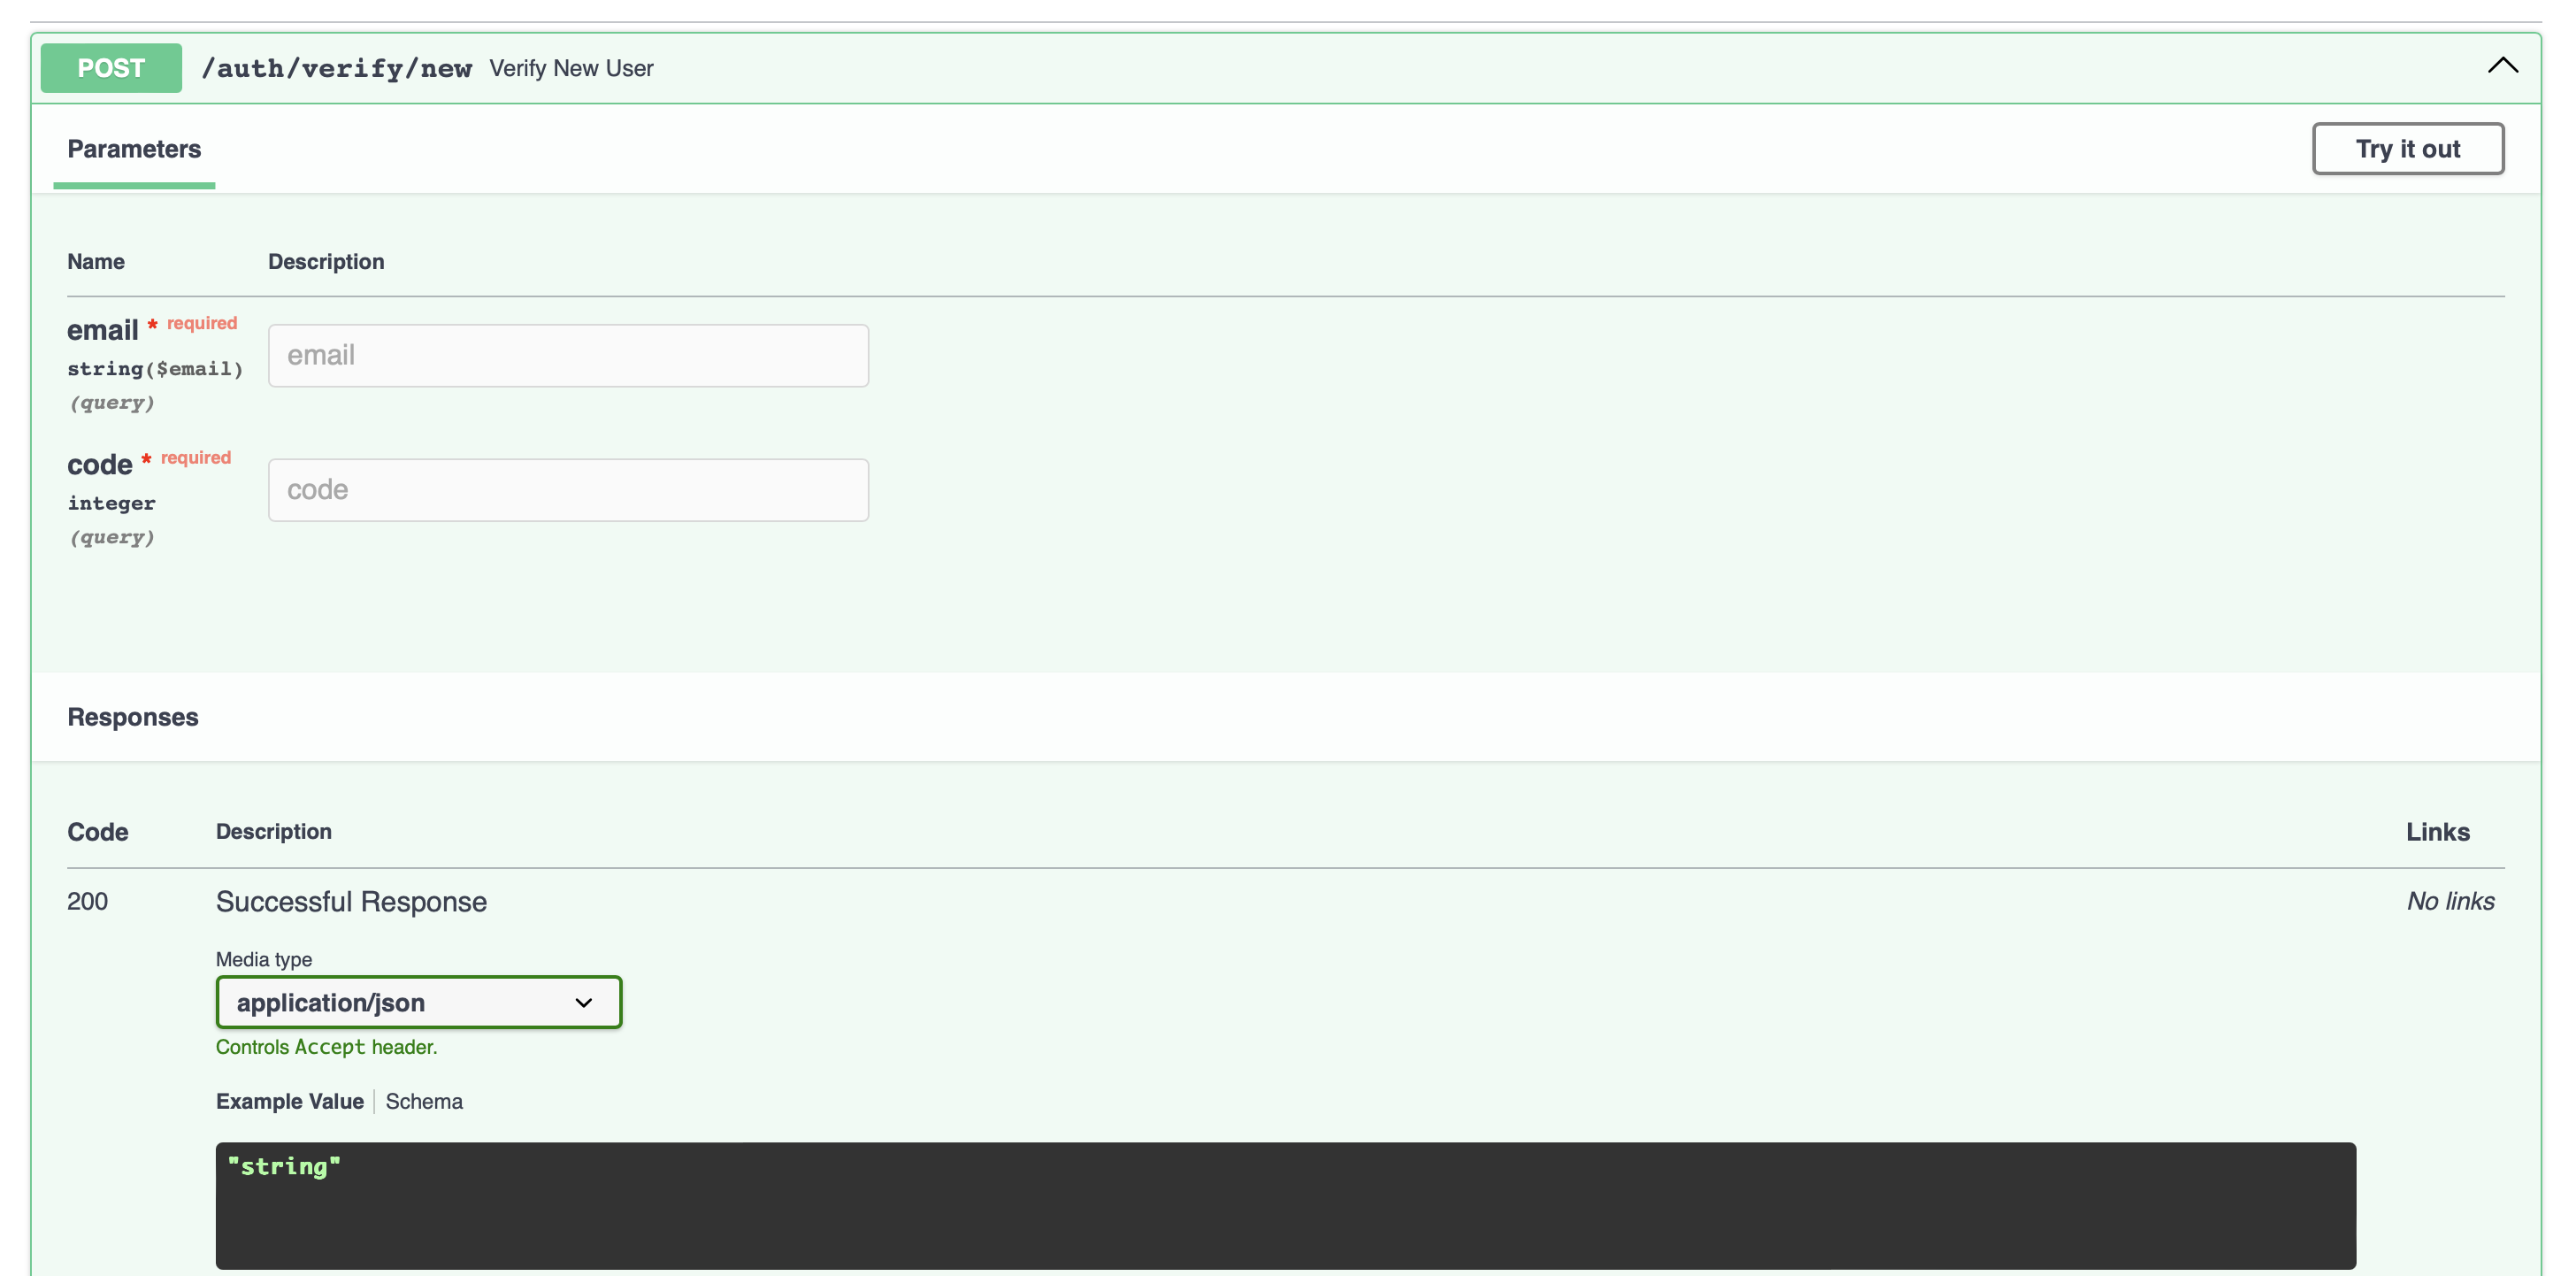 POST /auth/verify/new Verify New User
Parameters
Try it out
Name Description
email * required
string($email)
(query)
email
code * required
integer
(query)
code
Responses
Code Description Links
200 Successful Response No links
Media type
application/json
Controls Accept header.
Example Value | Schema
"string"